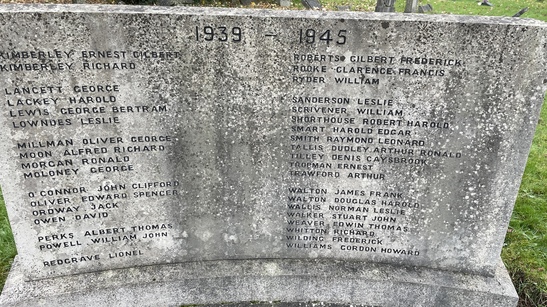 1939 - 1945
KIMBERLEY ERNEST GILBERT
KIMBERLEY RICHARD
LANCETT GEORGE
LACKEY HAROLD
LEWIS GEORGE BERTRAM
LOWNDES LESLIE
MILLMAN OLIVER GEORGE
MOON ALFRED RICHARD
MORGAN RONALD
MOLONEY GEORGE
O'CONNOR JOHN CLIFFORD
OLIVER EDWARD SPENCER
ORDWAY JACK
OWEN DAVID
PERKS ALBERT THOMAS
POWELL WILLIAM JOHN
REDGRAVE LIONEL
ROBERTS GILBERT FREDERICK
ROOKE CLARENCE FRANCIS
RYDER WILLIAM
SANDERSON LESLIE
SCRIVENER WILLIAM
SHORTHOUSE ROBERT HAROLD
SMART HAROLD EDGAR
SMITH RAYMOND LEONARD
TALLIS DUDLEY ARTHUR RONALD
TILLEY DENIS
TROPMAN ERNEST
TRAWFORD ARTHUR
WALTON JAMES FRANK
WALTON DOUGLAS HAROLD
WALLIS NORMAN LESLIE
WALKER STUART JOHN
WEAVER EDWIN THOMAS
WHITTON RICHARD
WILDING FREDERICK
WILLIAMS GORDON HOWARD